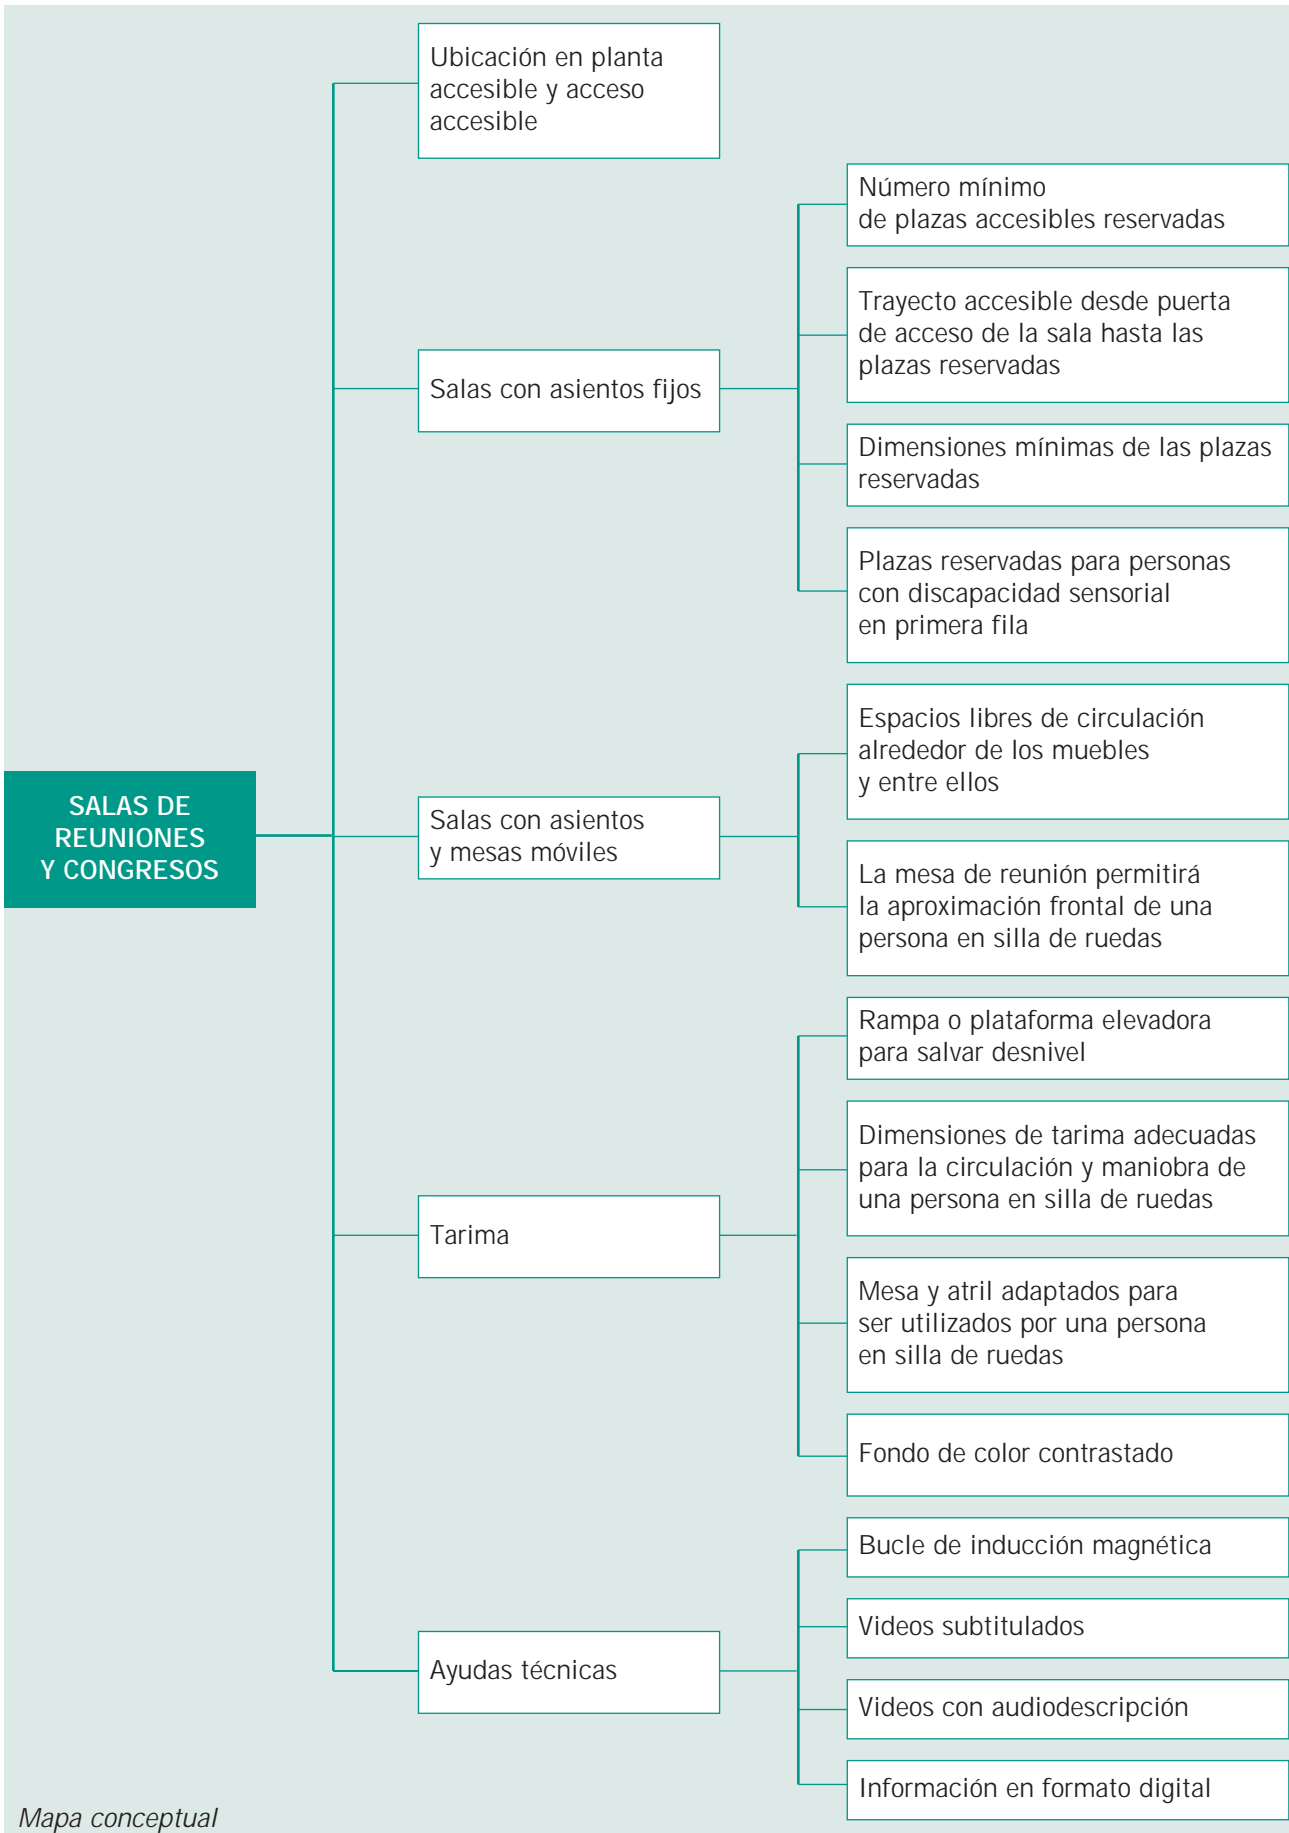 Ubicación en planta
accesible y acceso
accesible
Número mínimo
de plazas accesibles reservadas
Trayecto accesible desde puerta
de acceso de la sala hasta las
plazas reservadas
Salas con asientos fijos
Dimensiones mínimas de las plazas
reservadas
Plazas reservadas para personas
con discapacidad sensorial
en primera fila
SALAS DE
REUNIONES
Y CONGRESOS
Salas con asientos
y mesas móviles
Espacios libres de circulación
alrededor de los muebles
y entre ellos
La mesa de reunión permitirá
la aproximación frontal de una
persona en silla de ruedas
Rampa o plataforma elevadora
para salvar desnivel
Dimensiones de tarima adecuadas
para la circulación y maniobra de
una persona en silla de ruedas
Tarima
Mesa y atril adaptados para
ser utilizados por una persona
en silla de ruedas
Fondo de color contrastado
Bucle de inducción magnética
Videos subtitulados
Ayudas técnicas
Videos con audiodescripción
Información en formato digital
Mapa conceptual